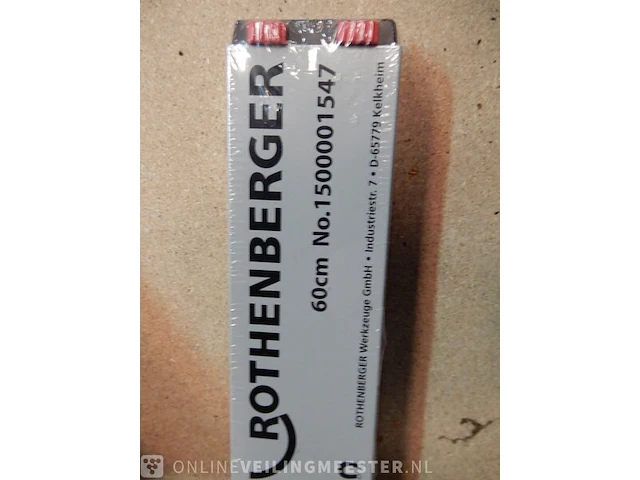 ROTHENBERGER
60cm No.1500001547
ROTHENBERGER Werkzeuge GmbH • Industriestr. 7 • D-65779 Kelkheim
ONLINEVEILINGMEESTER.NL